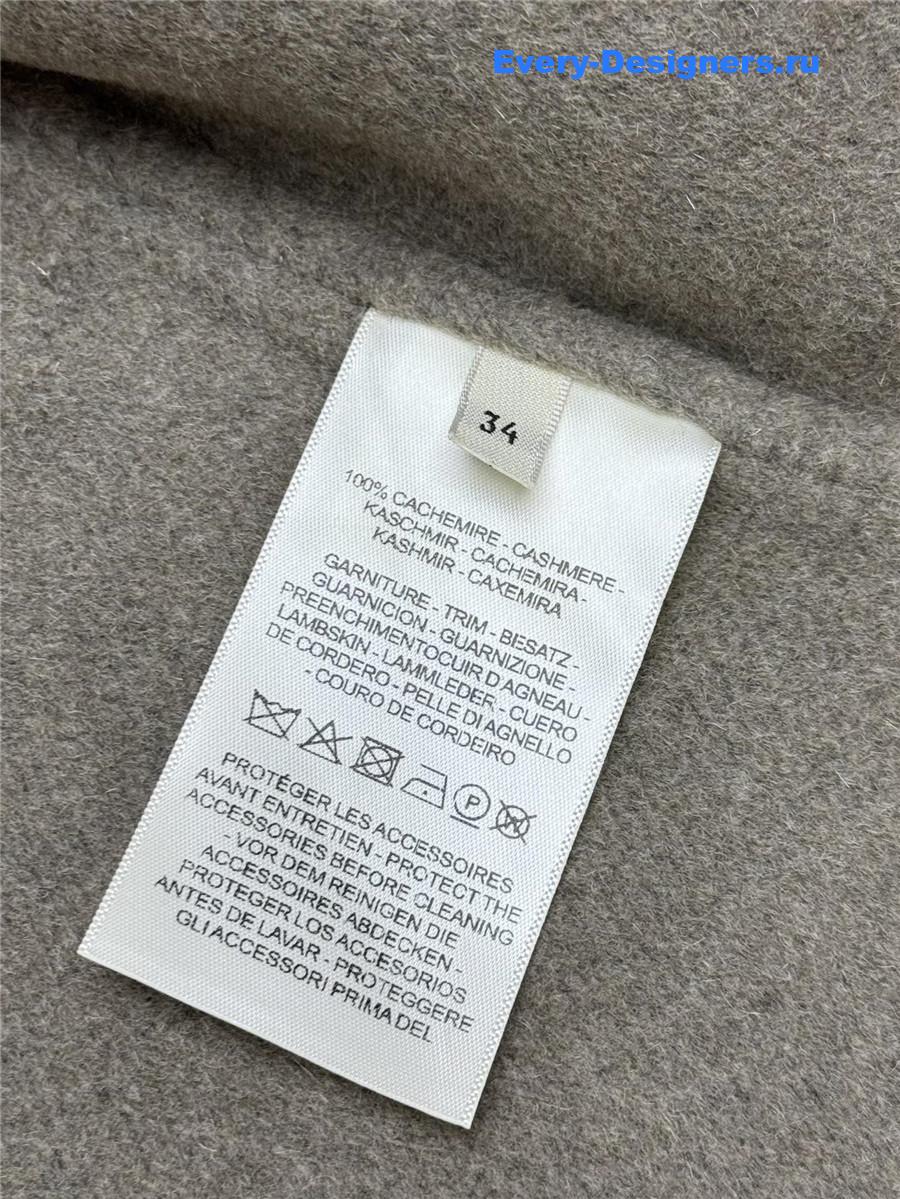 Every-Designers.ru
34
100% CACHEMIRE - CASHMERE -
KASCHMIR - CACHEMIRA -
KASHMIR - CAXEMIRA
GARNITURE - TRIM - BESATZ -
GUARNICION - GUARNIZIONE -
PREENCHIMENTOCUIR D'AGNEAU -
LAMBSKIN - LAMMLEDER - CUERO
DE CORDERO - PELLE DI AGNELLO
- COURO DE CORDEIRO
P
W
PROTÉGER LES ACCESSOIRES
AVANT ENTRETIEN - PROTECT THE
ACCESSORIES BEFORE CLEANING
- VOR DEM REINIGEN DIE
ACCESSOIRES ABDECKEN -
PROTEGER LOS ACCESORIOS
ANTES DE LAVAR - PROTEGGERE
GLI ACCESSORI PRIMA DEL